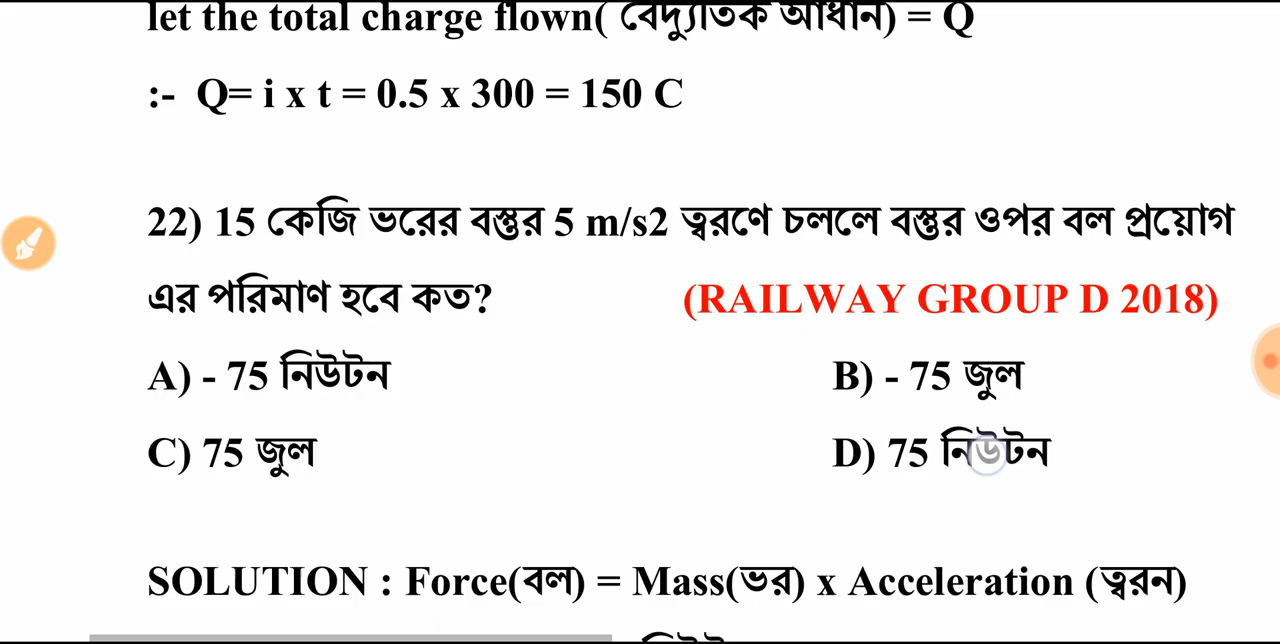 let the total charge flown( বৈদ্যুতিক আধান) = Q
:- Q= i x t = 0.5 x 300 = 150 C
22) 15 কেজি ভরের বস্তুর 5 m/s2 ত্বরণে চললে বস্তুর ওপর বল প্রয়োগ
এর পরিমাণ হবে কত? (RAILWAY GROUP D 2018)
A) - 75 নিউটন B) - 75 জুল
C) 75 জুল D) 75 নিউটন
SOLUTION : Force(বল) = Mass(ভর) x Acceleration (ত্বরন)